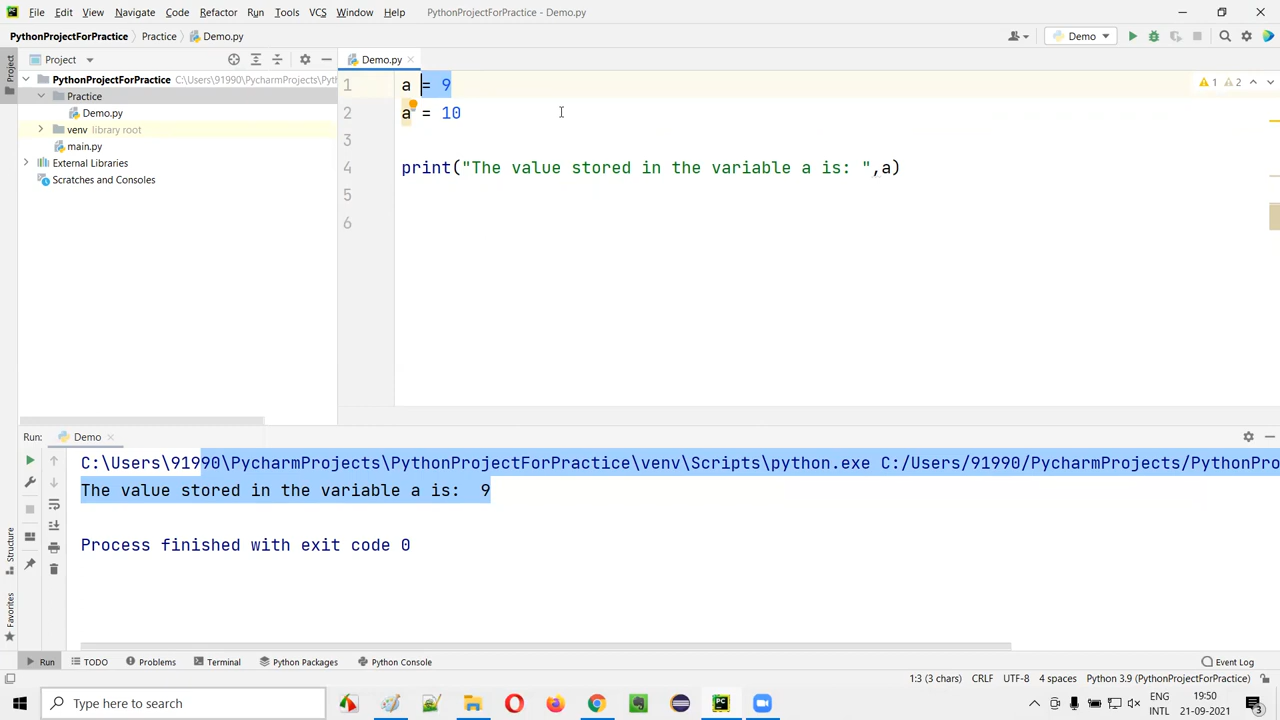 File Edit View Navigate Code Refactor Run Tools VCS Window Help PythonProjectForPractice - Demo.py
PythonProjectForPractice Practice Demo.py Demo
Project Demo.py
PythonProjectForPractice C:\Users\91990\PycharmProjects\Pyth
Practice
Demo.py
venv library root
main.py
External Libraries
Scratches and Consoles
Project
1 a = 9
2 a = 10
3
4 print("The value stored in the variable a is: ",a)
5
6
1 2
Run: Demo
C:\Users\91990\PycharmProjects\PythonProjectForPractice\venv\Scripts\python.exe C:/Users/91990/PycharmProjects/PythonPro
The value stored in the variable a is:  9
Process finished with exit code 0
Structure
Favorites
Run TODO Problems Terminal Python Packages Python Console Event Log
1:3 (3 chars) CRLF UTF-8 4 spaces Python 3.9 (PythonProjectForPractice)
Type here to search
ENG 19:50
INTL 21-09-2021 3